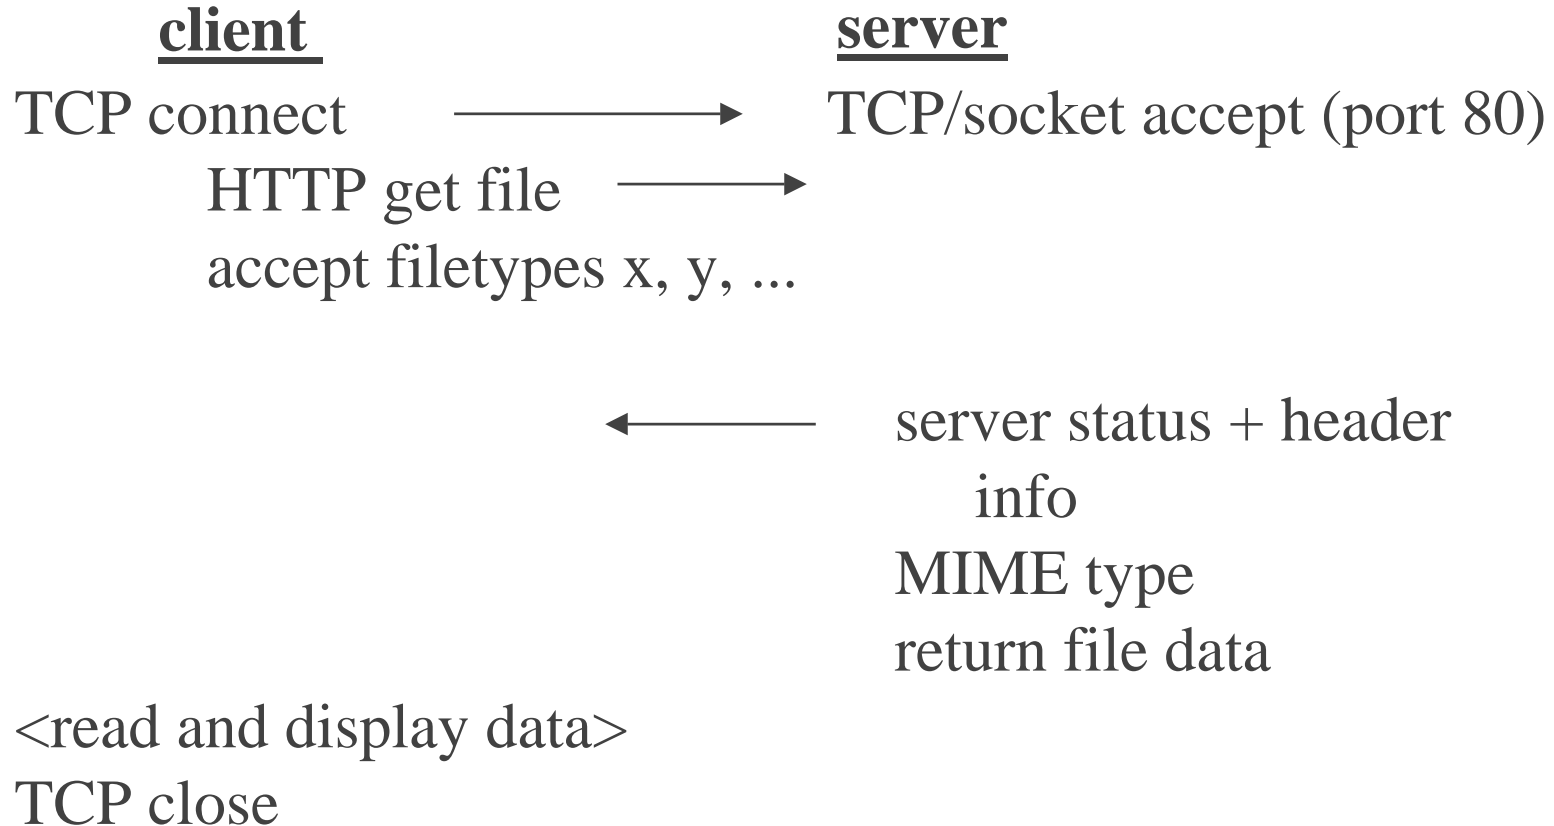 client server
TCP connect TCP/socket accept (port 80)
HTTP get file
accept filetypes x, y, ...
server status + header
info
MIME type
return file data
<read and display data>
TCP close